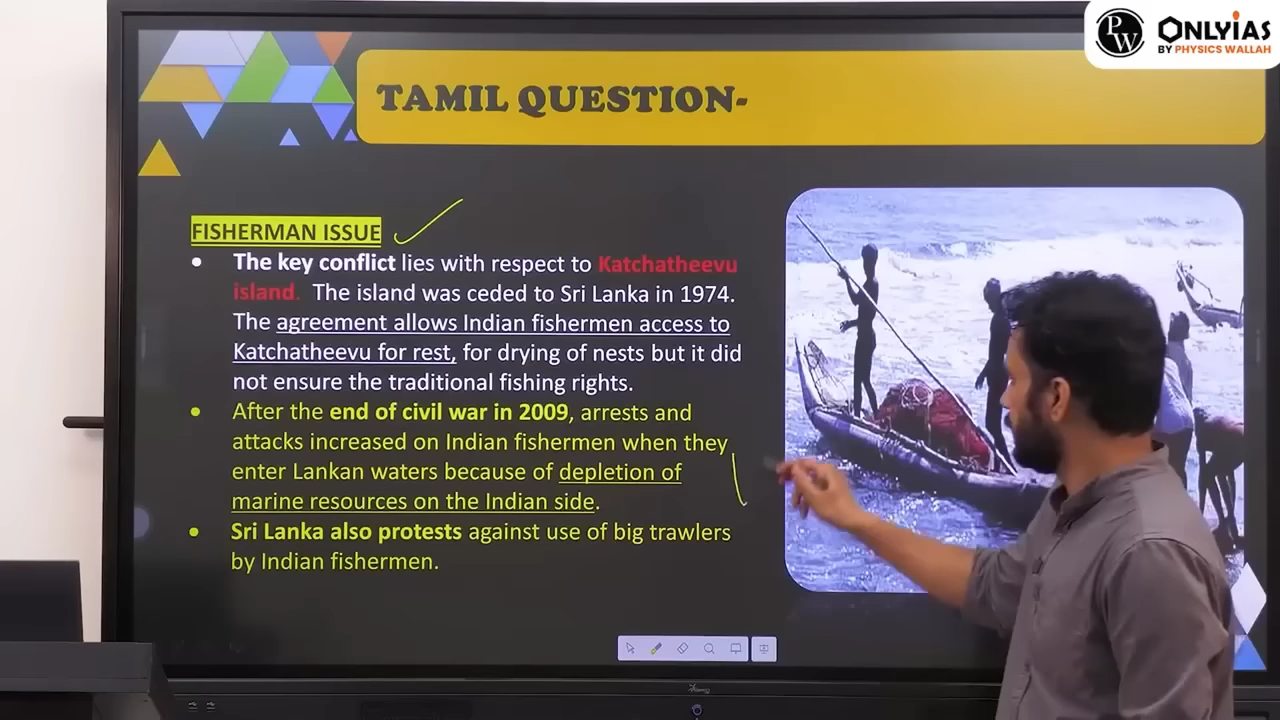 PW
ONLYIAS
BY PHYSICS WALLAH
TAMIL QUESTION-
FISHERMAN ISSUE
• The key conflict lies with respect to Katchatheevu
island. The island was ceded to Sri Lanka in 1974.
The agreement allows Indian fishermen access to
Katchatheevu for rest, for drying of nests but it did
not ensure the traditional fishing rights.
• After the end of civil war in 2009, arrests and
attacks increased on Indian fishermen when they
enter Lankan waters because of depletion of
marine resources on the Indian side.
• Sri Lanka also protests against use of big trawlers
by Indian fishermen.